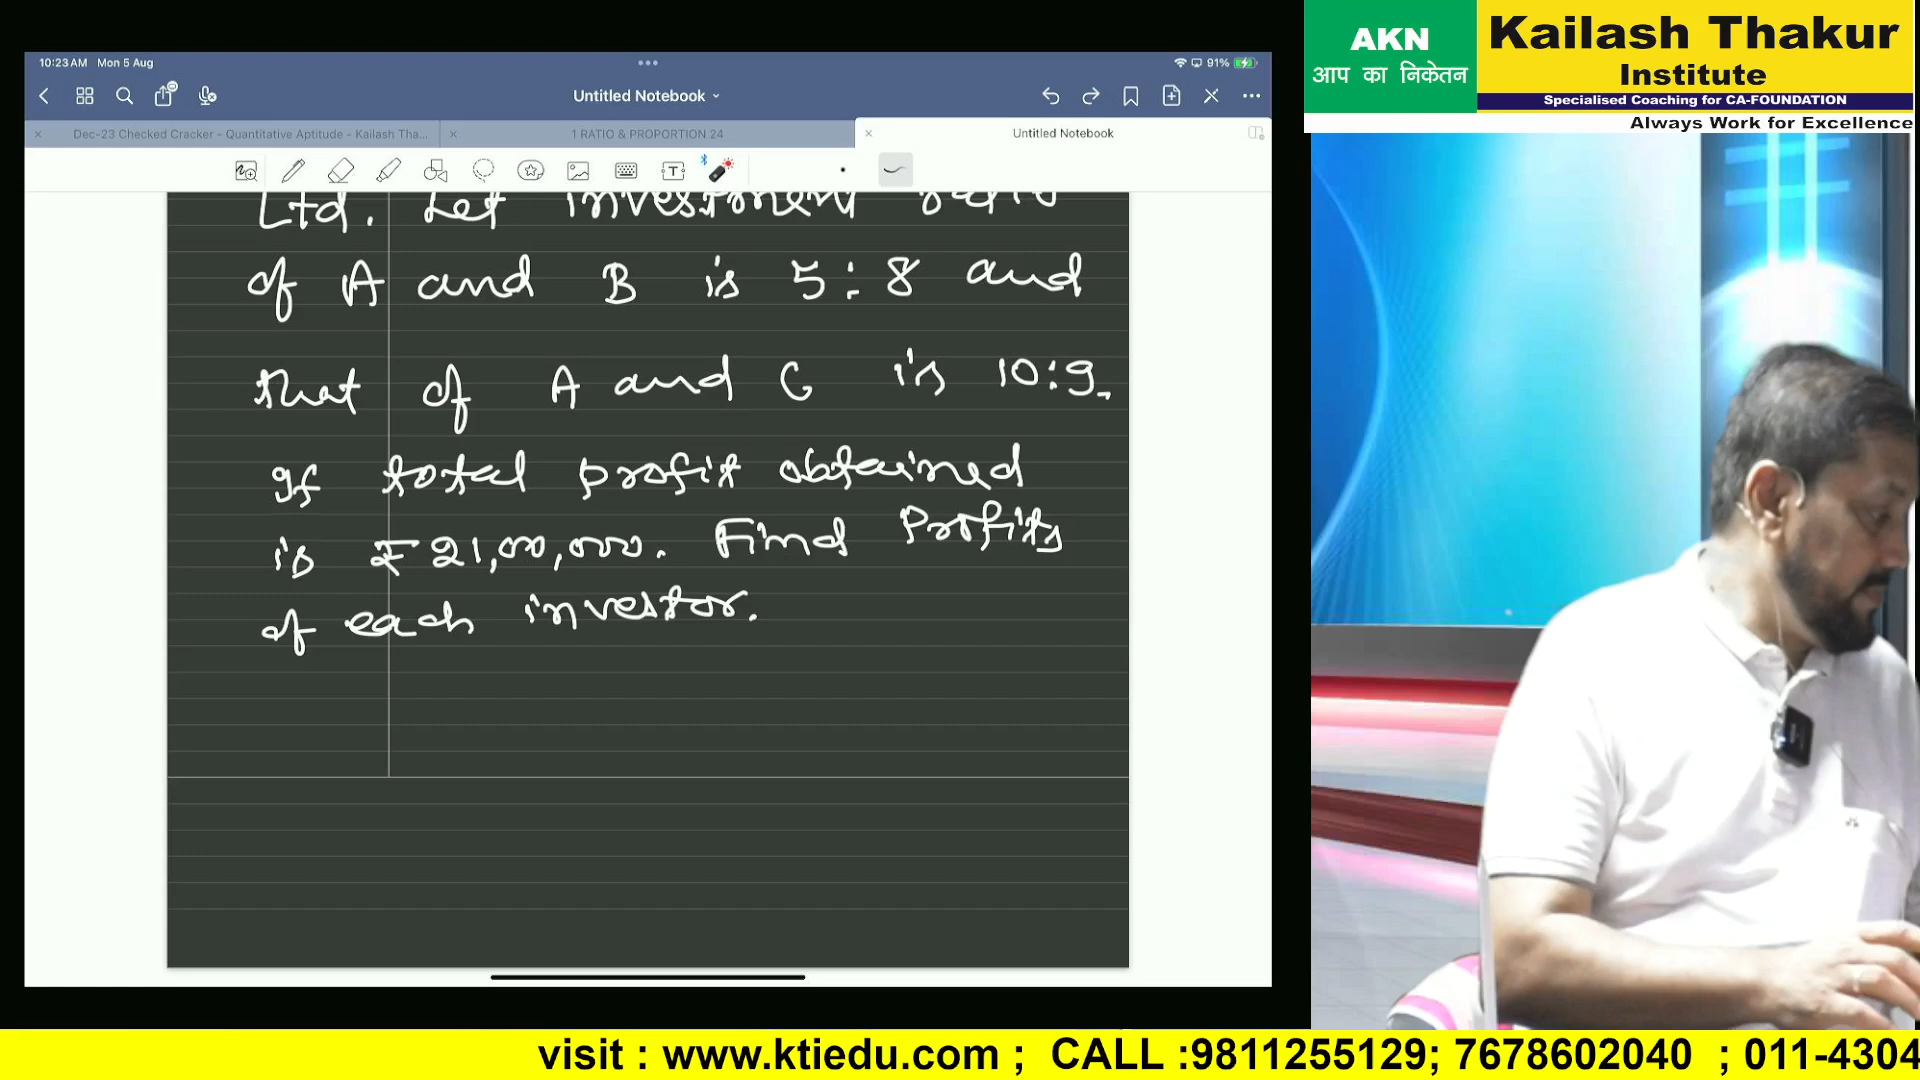 10:23 AM Mon 5 Aug
91%
Untitled Notebook
Dec-23 Checked Cracker - Quantitative Aptitude - Kailash Tha...
1 RATIO & PROPORTION 24
Untitled Notebook
Ltd. Let investment ratio
of A and B is 5:8 and
that of A and C is 10:9.
If total profit obtained
is ₹ 21,00,000. Find Profits
of each investor.
AKN
आप का निकेतन
Kailash Thakur
Institute
Specialised Coaching for CA-FOUNDATION
Always Work for Excellence
visit : www.ktiedu.com ; CALL :9811255129; 7678602040 ; 011-4304